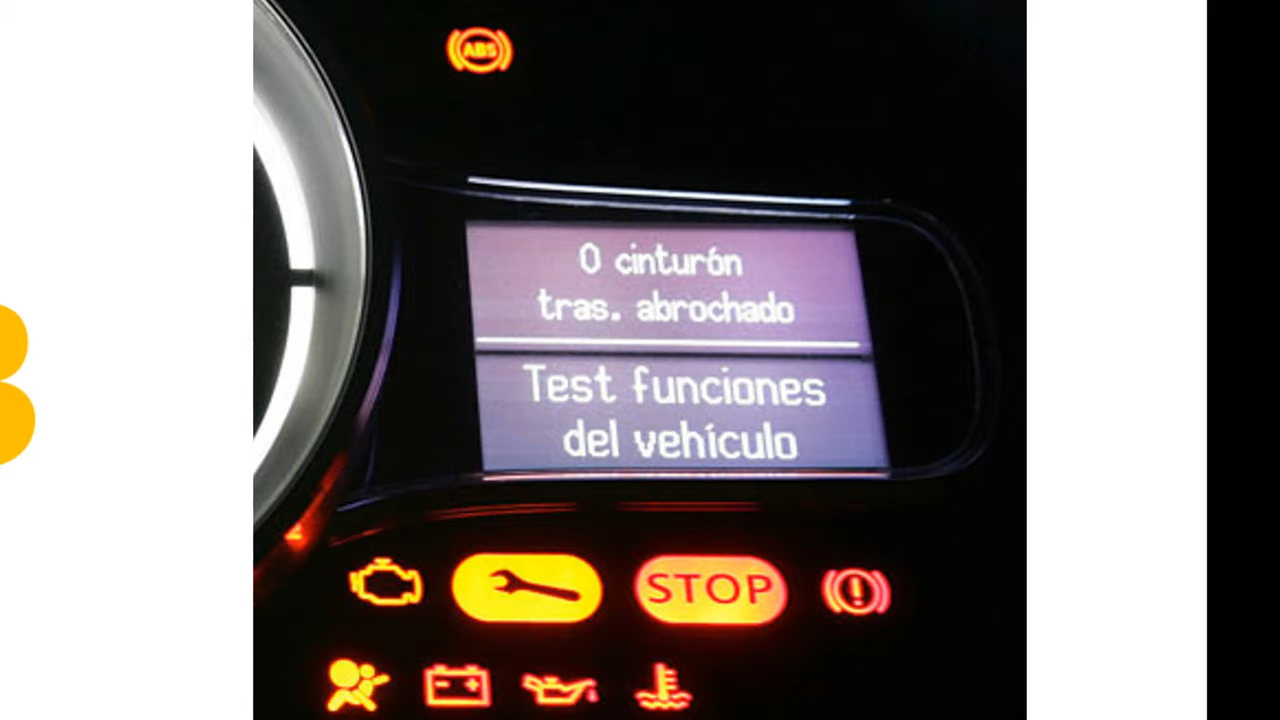 ABS
0 cinturón
tras. abrochado
Test funciones
del vehículo
STOP